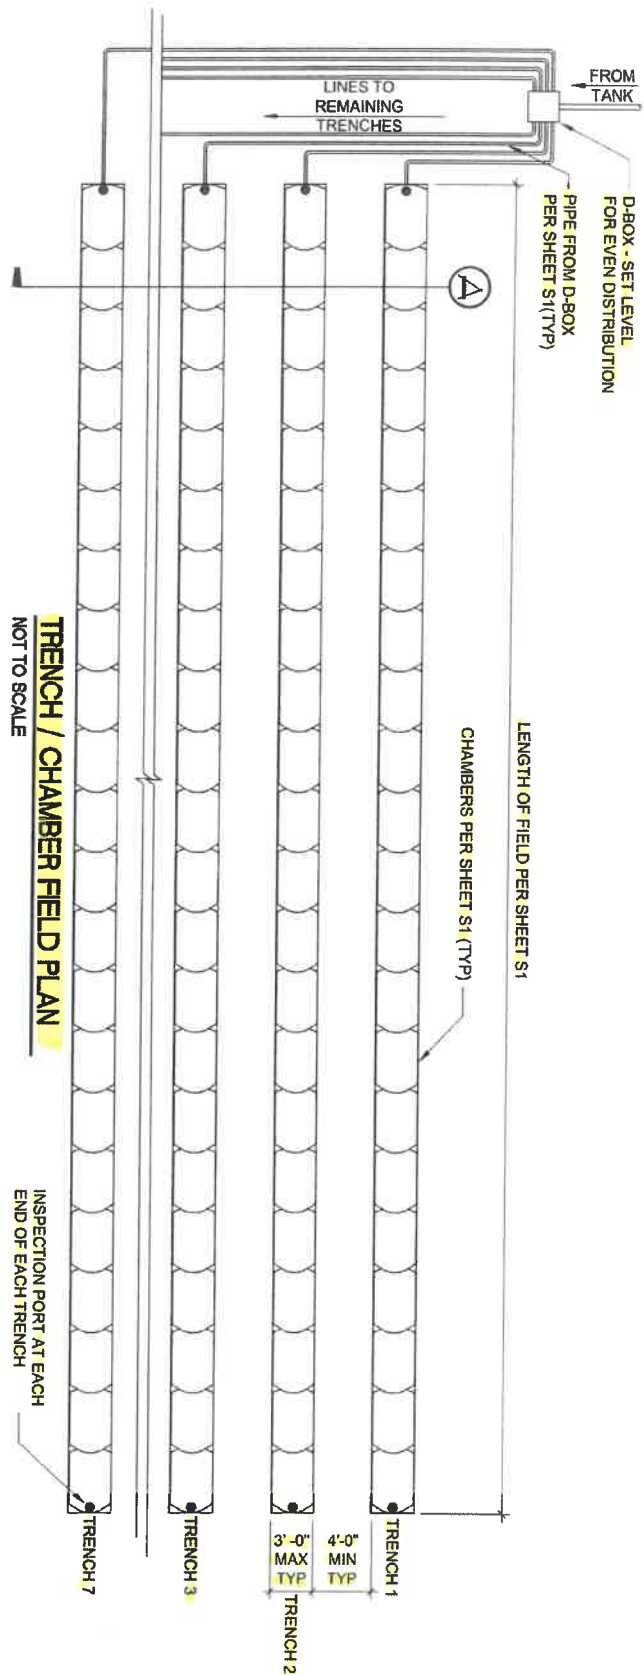 FROM
TANK
LINES TO
REMAINING
TRENCHES
D-BOX - SET LEVEL
FOR EVEN DISTRIBUTION
PIPE FROM D-BOX
PER SHEET S1(TYP)
A
LENGTH OF FIELD PER SHEET S1
CHAMBERS PER SHEET S1 (TYP)
TRENCH / CHAMBER FIELD PLAN
NOT TO SCALE
INSPECTION PORT AT EACH
END OF EACH TRENCH
TRENCH 7
TRENCH 3
3'-0"
MAX
TYP
4'-0"
MIN
TYP
TRENCH 1
TRENCH 2